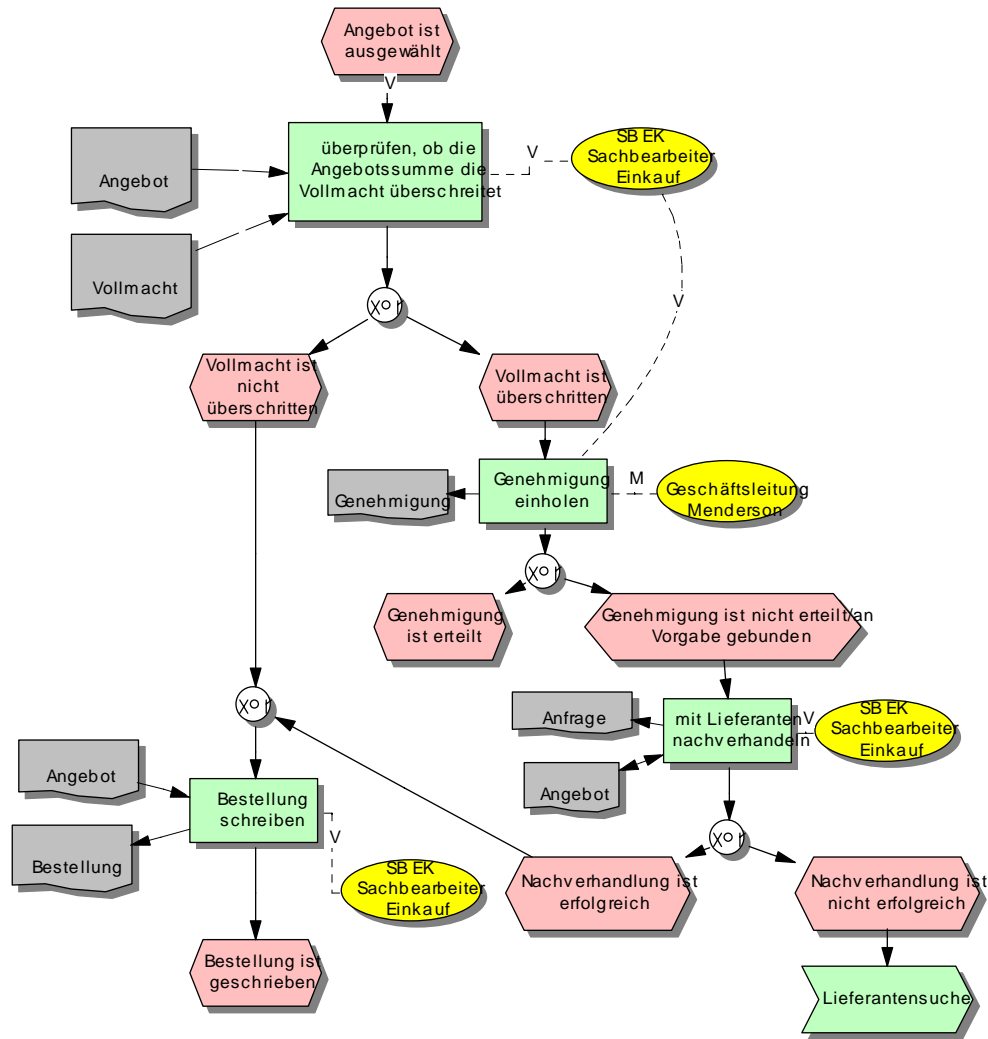 Angebot ist
ausgewählt
V
Angebot
überprüfen, ob die
Angebotssumme die
Vollmacht überschreitet
V
SB EK
Sachbearbeiter
Einkauf
Vollmacht
xor
V
Vollmacht ist
nicht
überschritten
Vollmacht ist
überschritten
Genehmigung
Genehmigung
einholen
M
Geschäftsleitung
Menderson
xor
Genehmigung
ist erteilt
Genehmigung ist nicht erteilt/an
Vorgabe gebunden
xor
Anfrage
mit Lieferanten
nachverhandeln
V
SB EK
Sachbearbeiter
Einkauf
Angebot
Angebot
Bestellung
schreiben
Bestellung
V
xor
SB EK
Sachbearbeiter
Einkauf
Nachverhandlung ist
erfolgreich
Nachverhandlung ist
nicht erfolgreich
Bestellung ist
geschrieben
Lieferantensuche